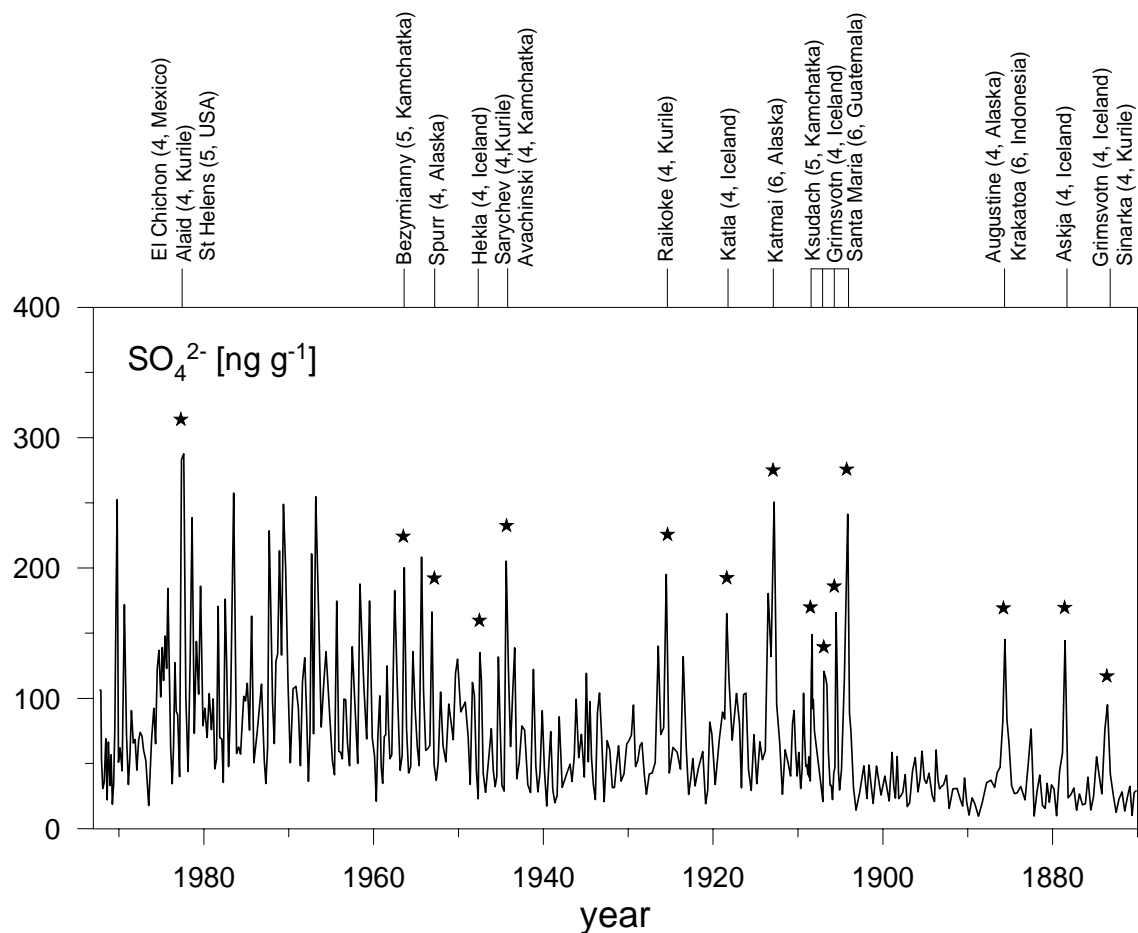 El Chichon (4, Mexico)
Alaid (4, Kurile)
St Helens (5, USA)
Bezymianny (5, Kamchatka)
Spurr (4, Alaska)
Hekla (4, Iceland)
Sarychev (4,Kurile)
Avachinski (4, Kamchatka)
Raikoke (4, Kurile)
Katla (4, Iceland)
Katmai (6, Alaska)
Ksudach (5, Kamchatka)
Grimsvotn (4, Iceland)
Santa Maria (6, Guatemala)
Augustine (4, Alaska)
Krakatoa (6, Indonesia)
Askja (4, Iceland)
Grimsvotn (4, Iceland)
Sinarka (4, Kurile)
SO₄²⁻ [ng g⁻¹]
400
300
200
100
0
1980 1960 1940 1920 1900 1880
year